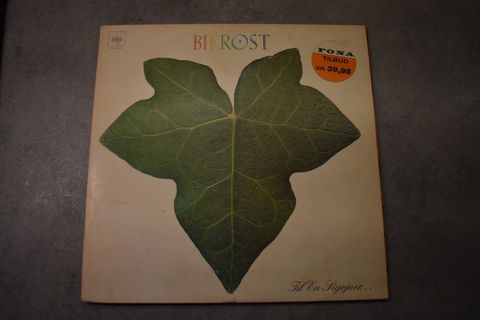 BIFROST
FONA
TILBUD
KR. 39,95
Til En Sigøjner..